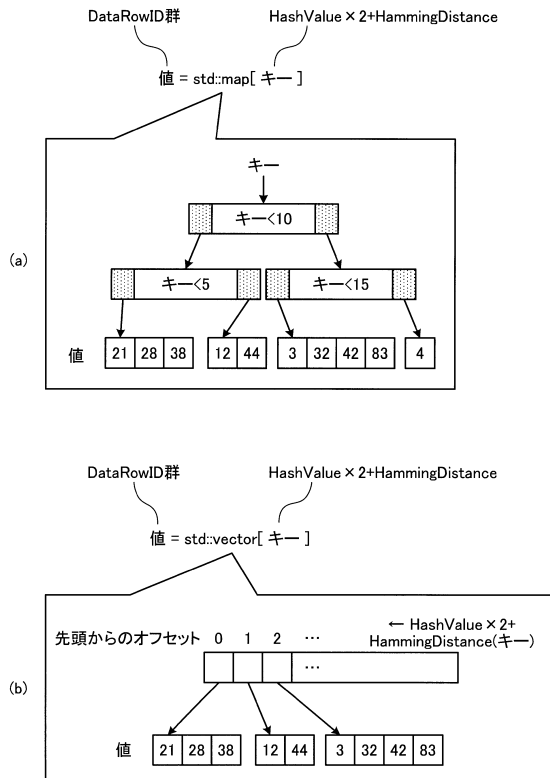 DataRowID群 HashValue×2+HammingDistance
値 = std::map[ キー ]
キー
キー<10
(a)
キー<5 キー<15
値 21 28 38 12 44 3 32 42 83 4
DataRowID群 HashValue×2+HammingDistance
値 = std::vector[ キー ]
先頭からのオフセット 0 1 2 … ← HashValue×2+
HammingDistance(キー)
…
(b)
値 21 28 38 12 44 3 32 42 83